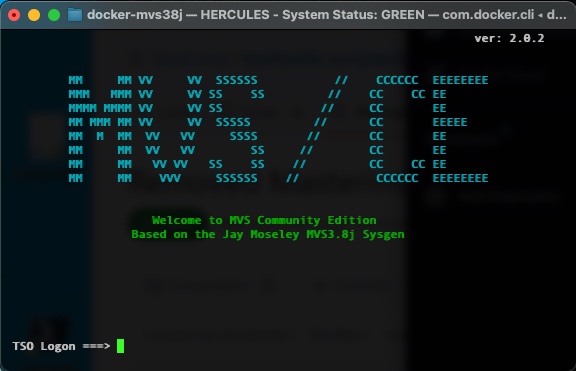 docker-mvs38j — HERCULES - System Status: GREEN — com.docker.cli ◂ d...
ver: 2.0.2
MM      MM VV     VV  SSSSSS           //    CCCCCC  EEEEEEEE
MMM   MMM VV     VV SS    SS         //    CC    CC EE
MMMM MMMM VV     VV SS              //     CC       EE
MM MMM MM VV     VV  SSSSS         //      CC       EEEEE
MM  M  MM  VV   VV     SSSS       //       CC       EE
MM     MM  VV   VV        SS     //        CC       EE
MM     MM   VV VV   SS    SS    //         CC    CC EE
MM     MM    VVV     SSSSSS    //           CCCCCC  EEEEEEEE
Welcome to MVS Community Edition
Based on the Jay Moseley MVS3.8j Sysgen
TSO Logon ===>